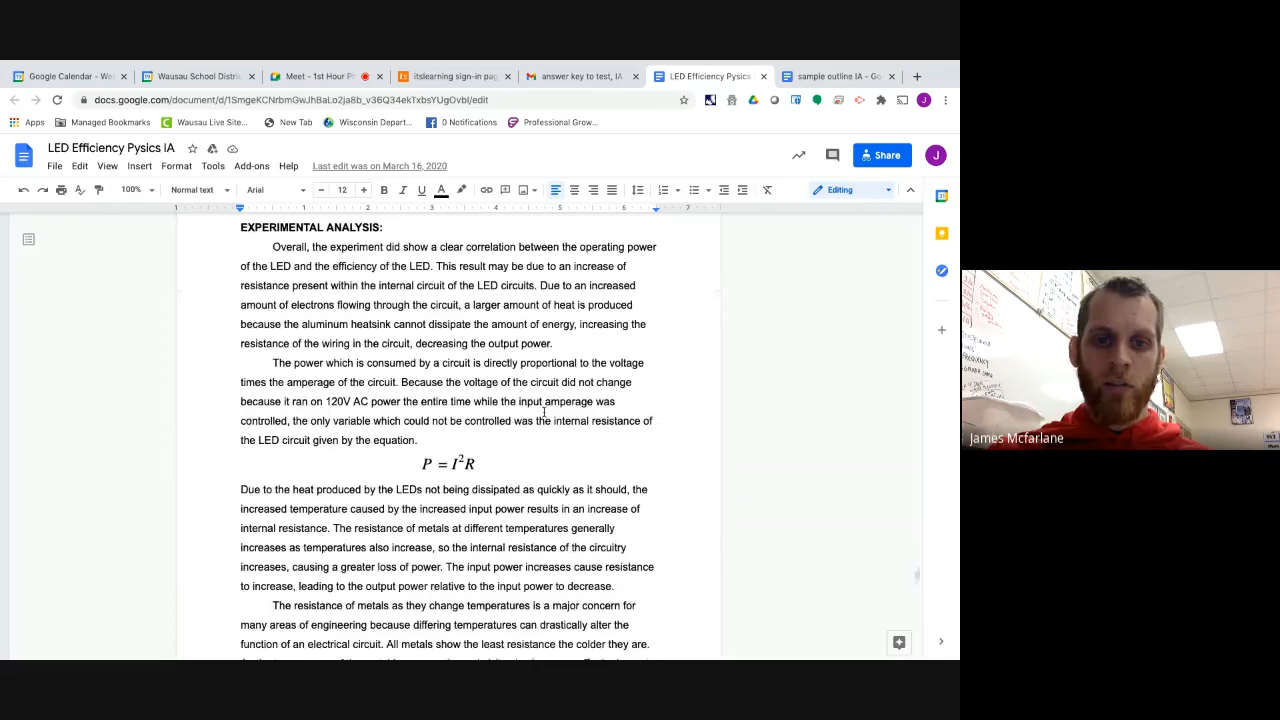 Google Calendar - We
Wausau School Distri
Meet - 1st Hour Ph
itslearning sign-in pag
answer key to test, IA
LED Efficiency Pysics
sample outline IA - Go
docs.google.com/document/d/1SmgeKCNrbmGwJhBaLo2ja8b_v36Q34ekTxbsYUgOvbI/edit
Apps
Managed Bookmarks
Wausau Live Site...
New Tab
Wisconsin Depart...
0 Notifications
Professional Grow...
LED Efficiency Pysics IA
File Edit View Insert Format Tools Add-ons Help Last edit was on March 16, 2020
Share
J
100% Normal text Arial 12 B I U A Editing
1 1 2 3 4 5 6 7
EXPERIMENTAL ANALYSIS:
Overall, the experiment did show a clear correlation between the operating power
of the LED and the efficiency of the LED. This result may be due to an increase of
resistance present within the internal circuit of the LED circuits. Due to an increased
amount of electrons flowing through the circuit, a larger amount of heat is produced
because the aluminum heatsink cannot dissipate the amount of energy, increasing the
resistance of the wiring in the circuit, decreasing the output power.
The power which is consumed by a circuit is directly proportional to the voltage
times the amperage of the circuit. Because the voltage of the circuit did not change
because it ran on 120V AC power the entire time while the input amperage was
controlled, the only variable which could not be controlled was the internal resistance of
the LED circuit given by the equation.
P = I²R
Due to the heat produced by the LEDs not being dissipated as quickly as it should, the
increased temperature caused by the increased input power results in an increase of
internal resistance. The resistance of metals at different temperatures generally
increases as temperatures also increase, so the internal resistance of the circuitry
increases, causing a greater loss of power. The input power increases cause resistance
to increase, leading to the output power relative to the input power to decrease.
The resistance of metals as they change temperatures is a major concern for
many areas of engineering because differing temperatures can drastically alter the
function of an electrical circuit. All metals show the least resistance the colder they are.
James Mcfarlane